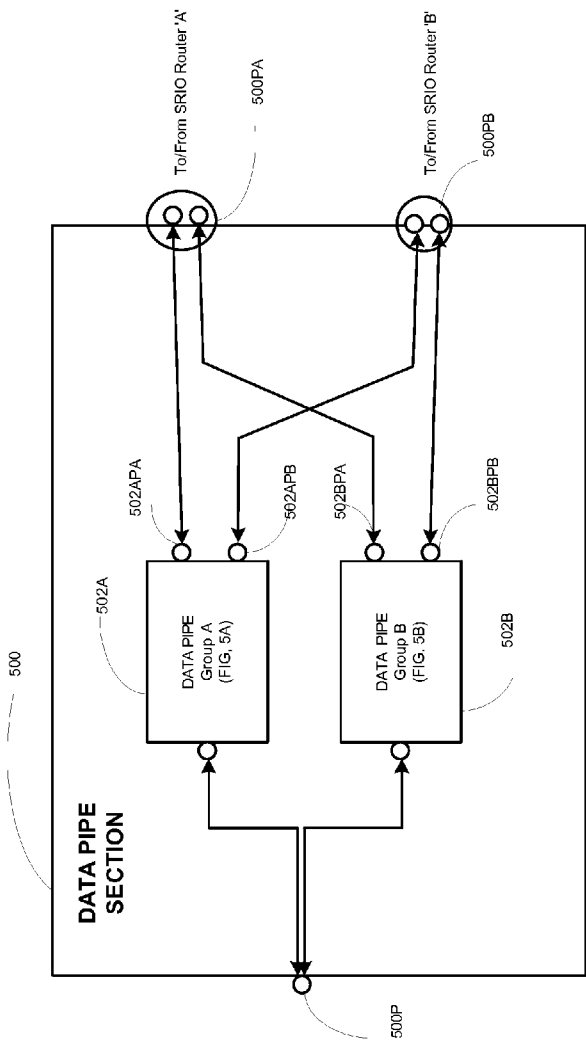 500
DATA PIPE
SECTION
502A
DATA PIPE
Group A
(FIG, 5A)
502APA
502APB
502BPA
502BPB
DATA PIPE
Group B
(FIG. 5B)
502B
500P
To/From SRIO Router 'A'
500PA
To/From SRIO Router 'B'
500PB